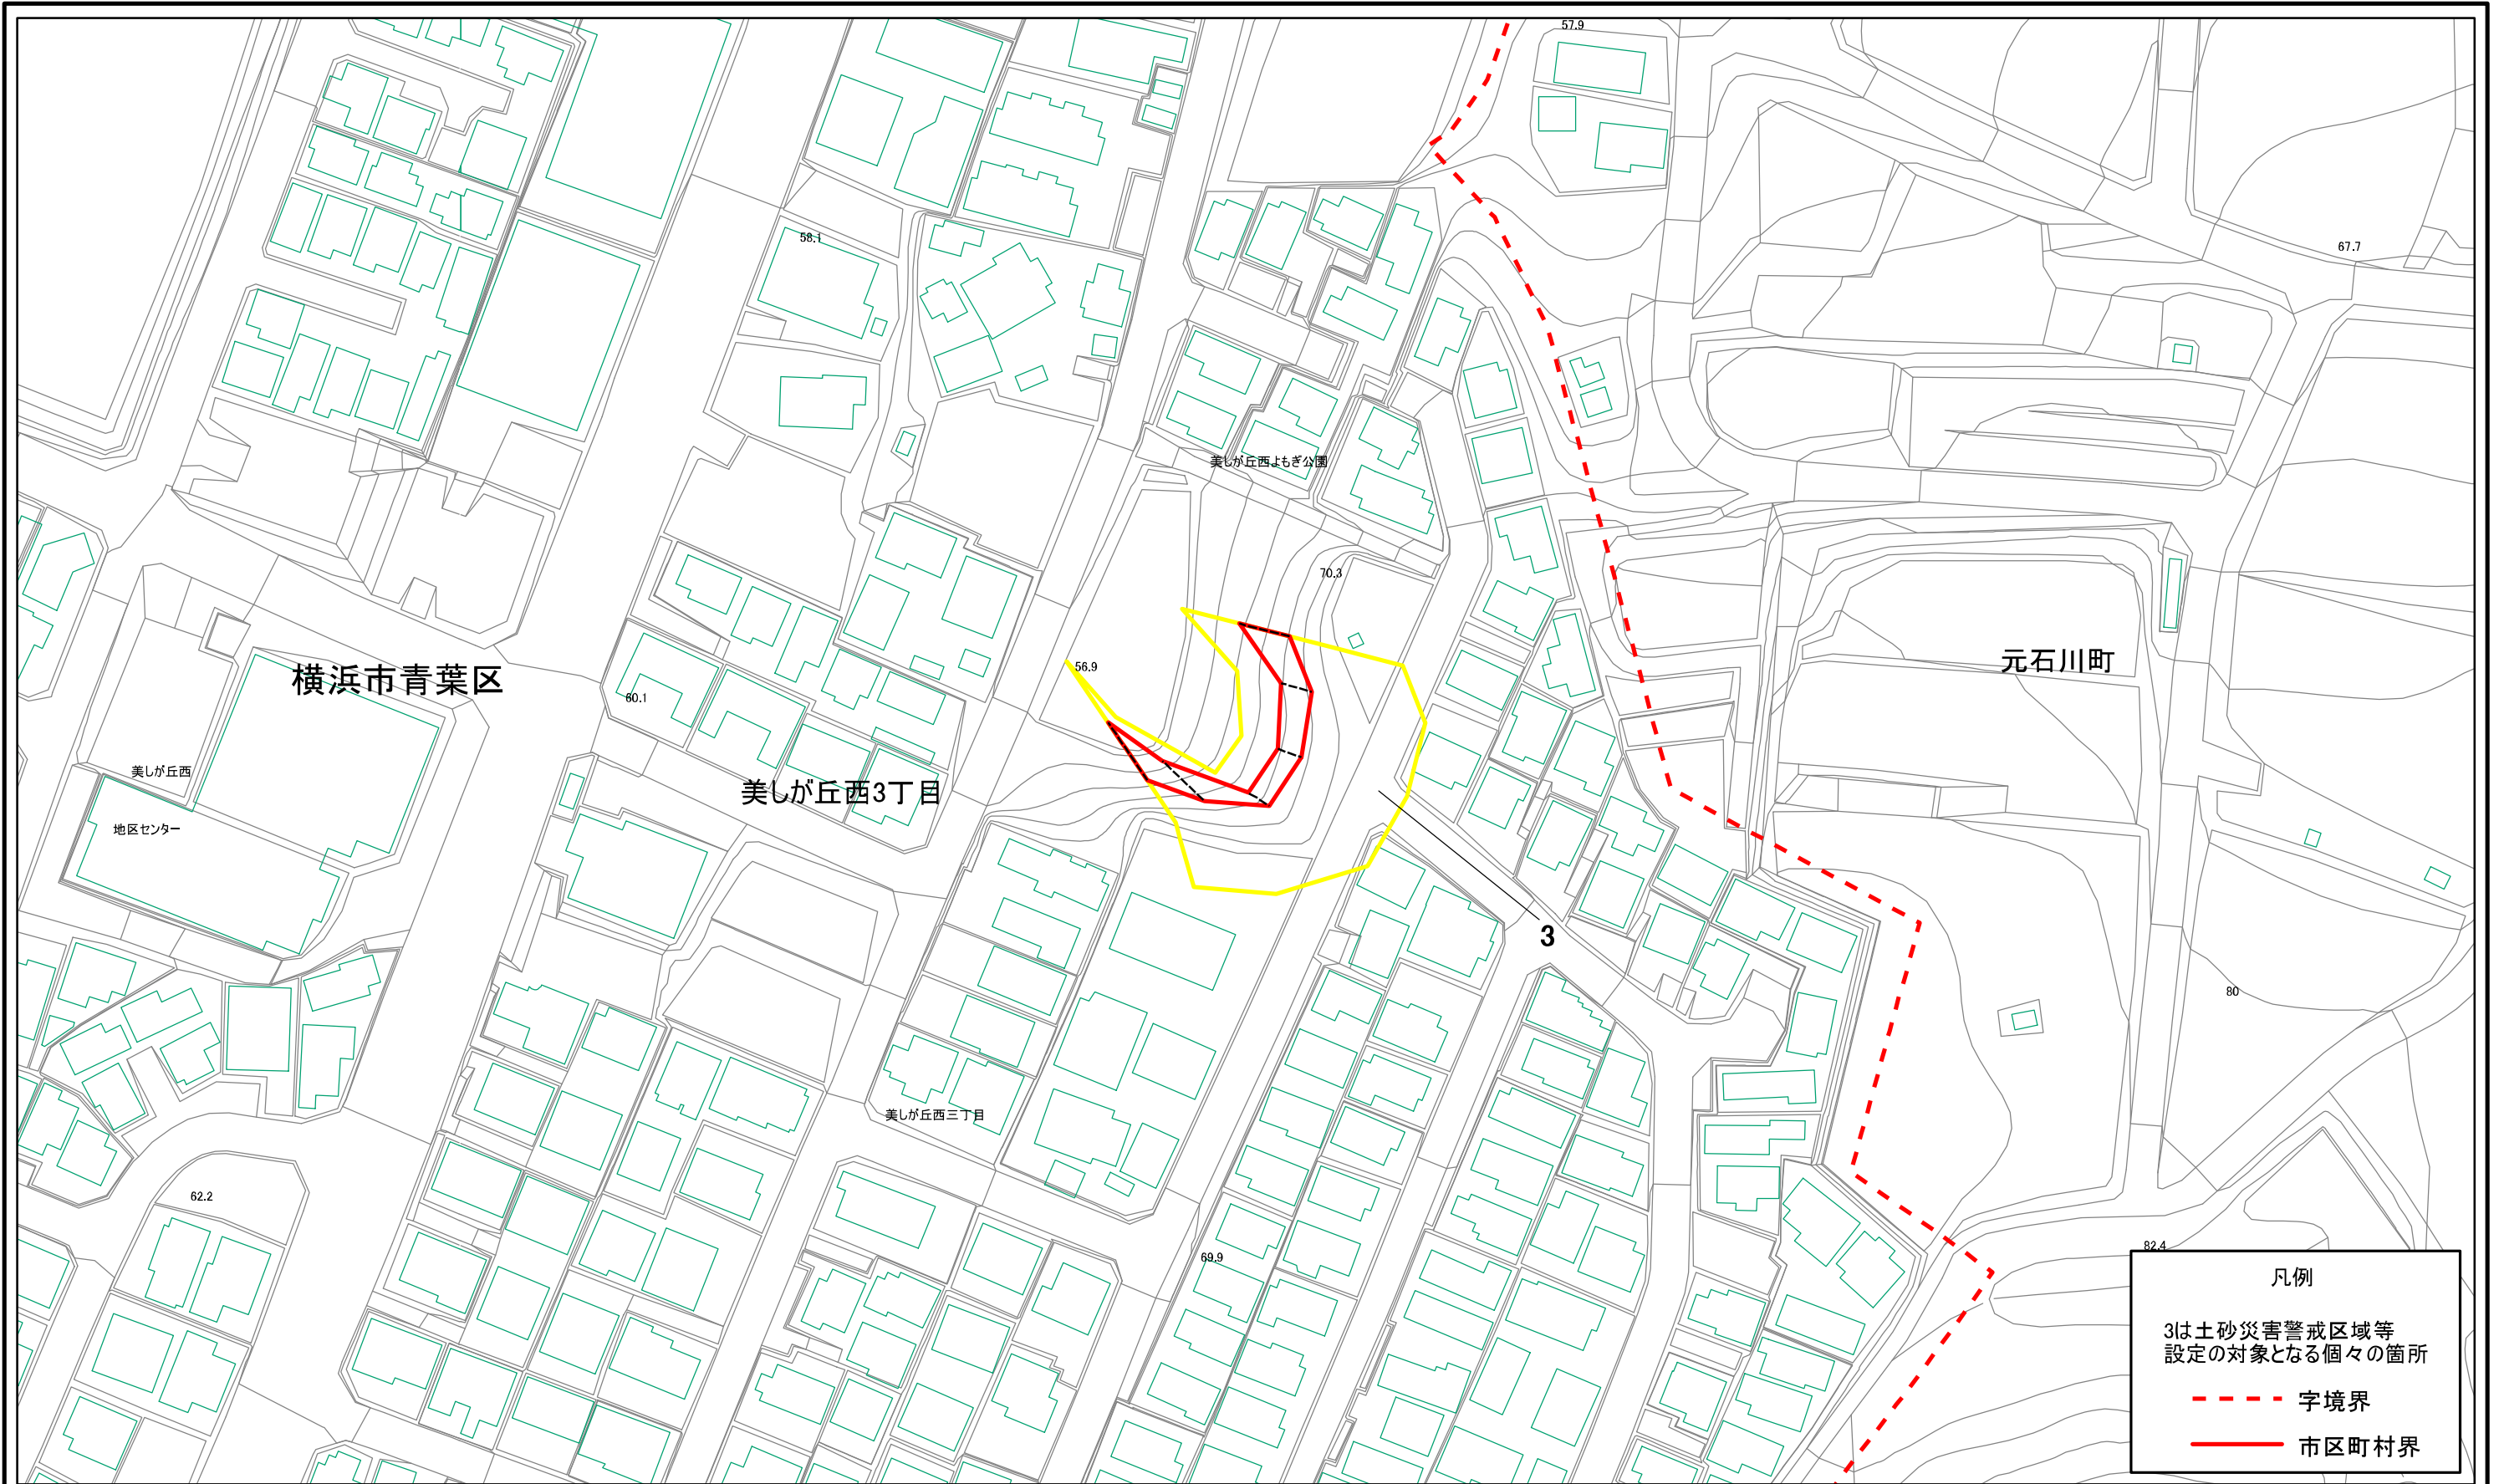 57.9
58.1
67.7
美しが丘西よもぎ公園
70.3
56.9
元石川町
横浜市青葉区
60.1
美しが丘西
美しが丘西3丁目
地区センター
3
80
美しが丘西三丁目
62.2
69.9
82.4
凡例
3は土砂災害警戒区域等
設定の対象となる個々の箇所
字境界
市区町村界